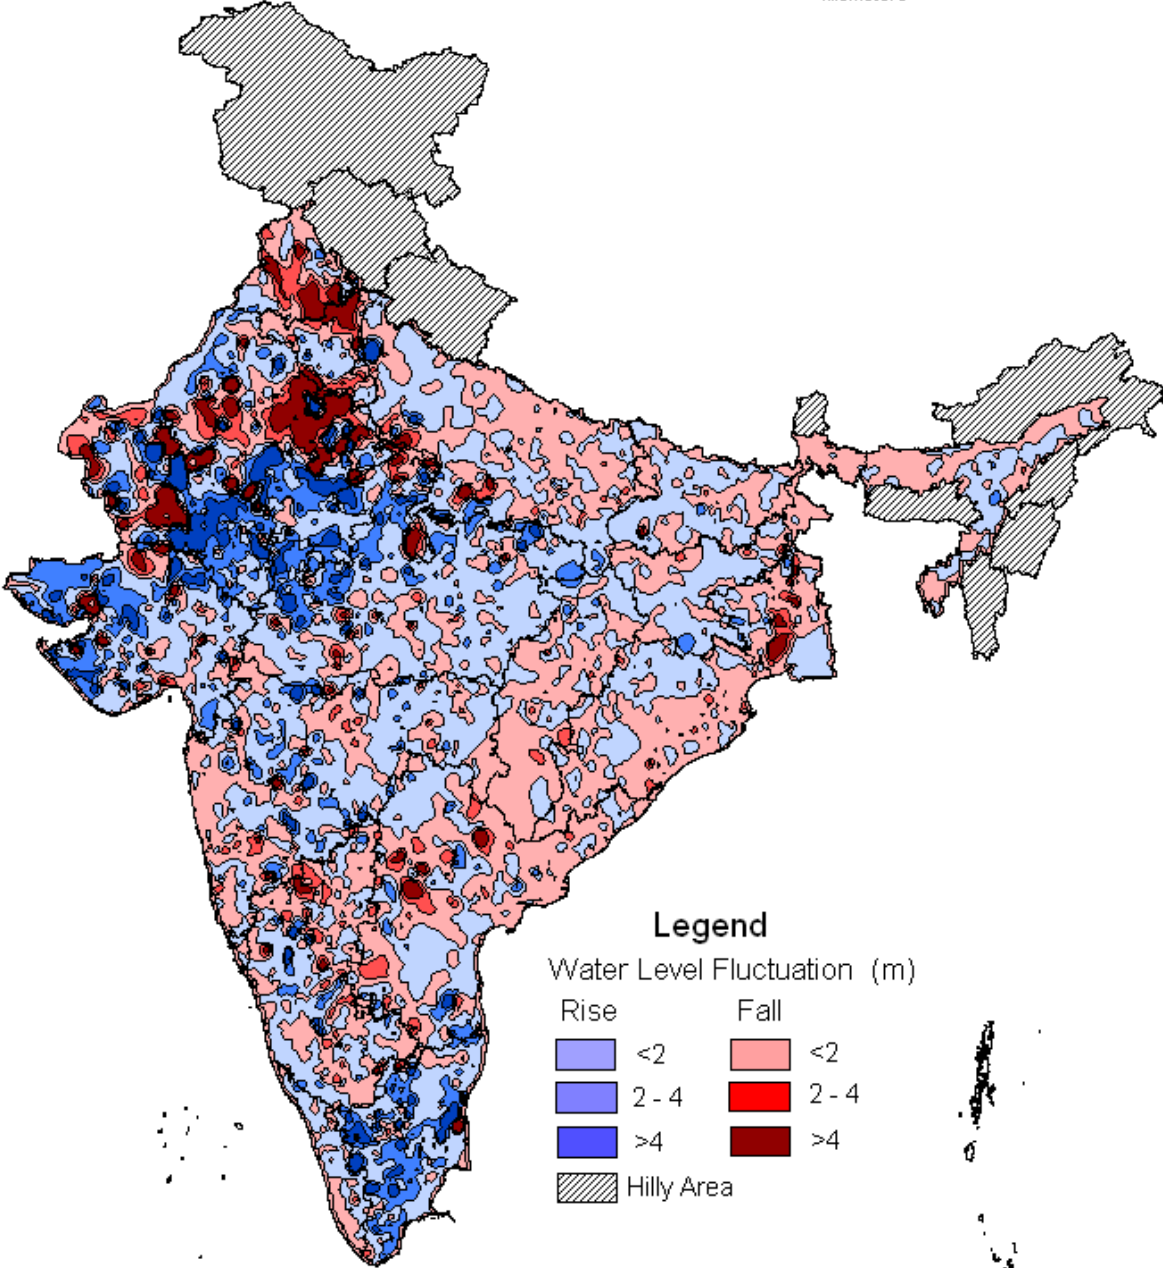 Legend
Water Level Fluctuation (m)
Rise Fall
<2 <2
2 - 4 2 - 4
>4 >4
Hilly Area